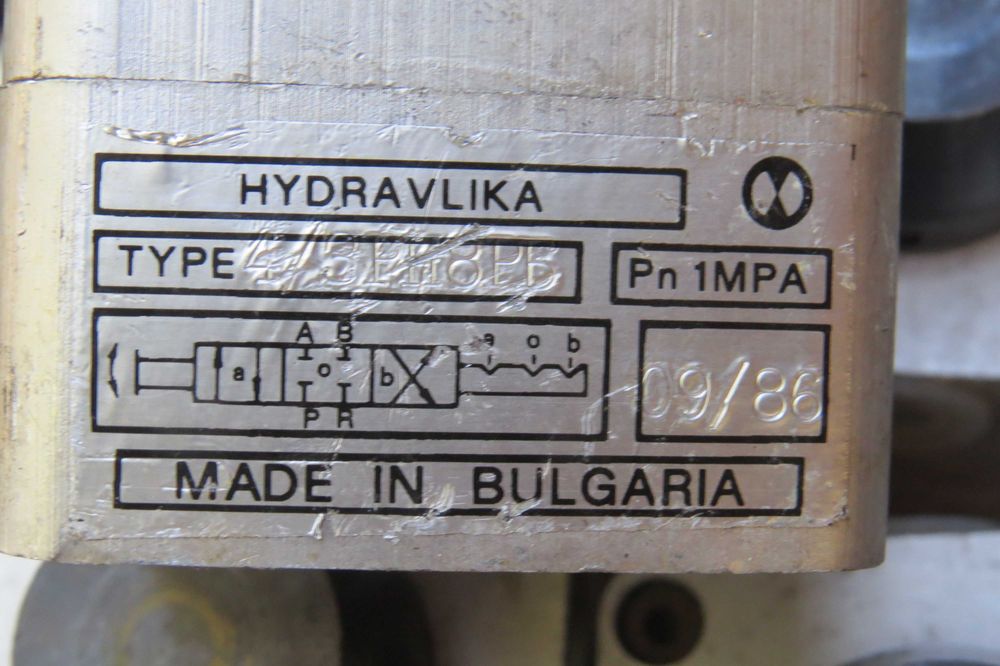 HYDRAVLIKA
TYPE
Pn 1MPA
A B
a o b
a o b
P R
09/86
MADE IN BULGARIA